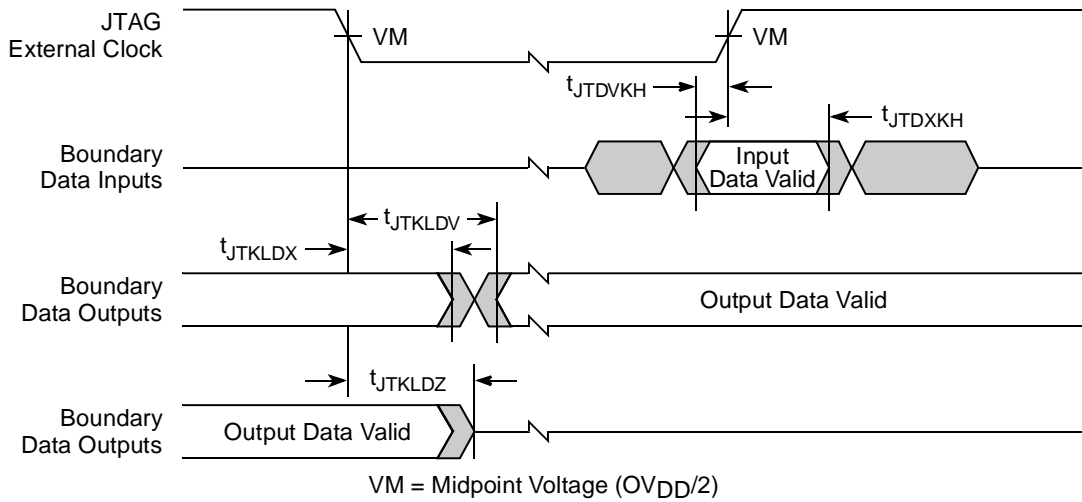 JTAG
External Clock
VM
VM
tJTDVKH
tJTDXKH
Boundary
Data Inputs
Input
Data Valid
tJTKLDV
tJTKLDX
Boundary
Data Outputs
Output Data Valid
tJTKLDZ
Boundary
Data Outputs
Output Data Valid
VM = Midpoint Voltage (OVDD/2)